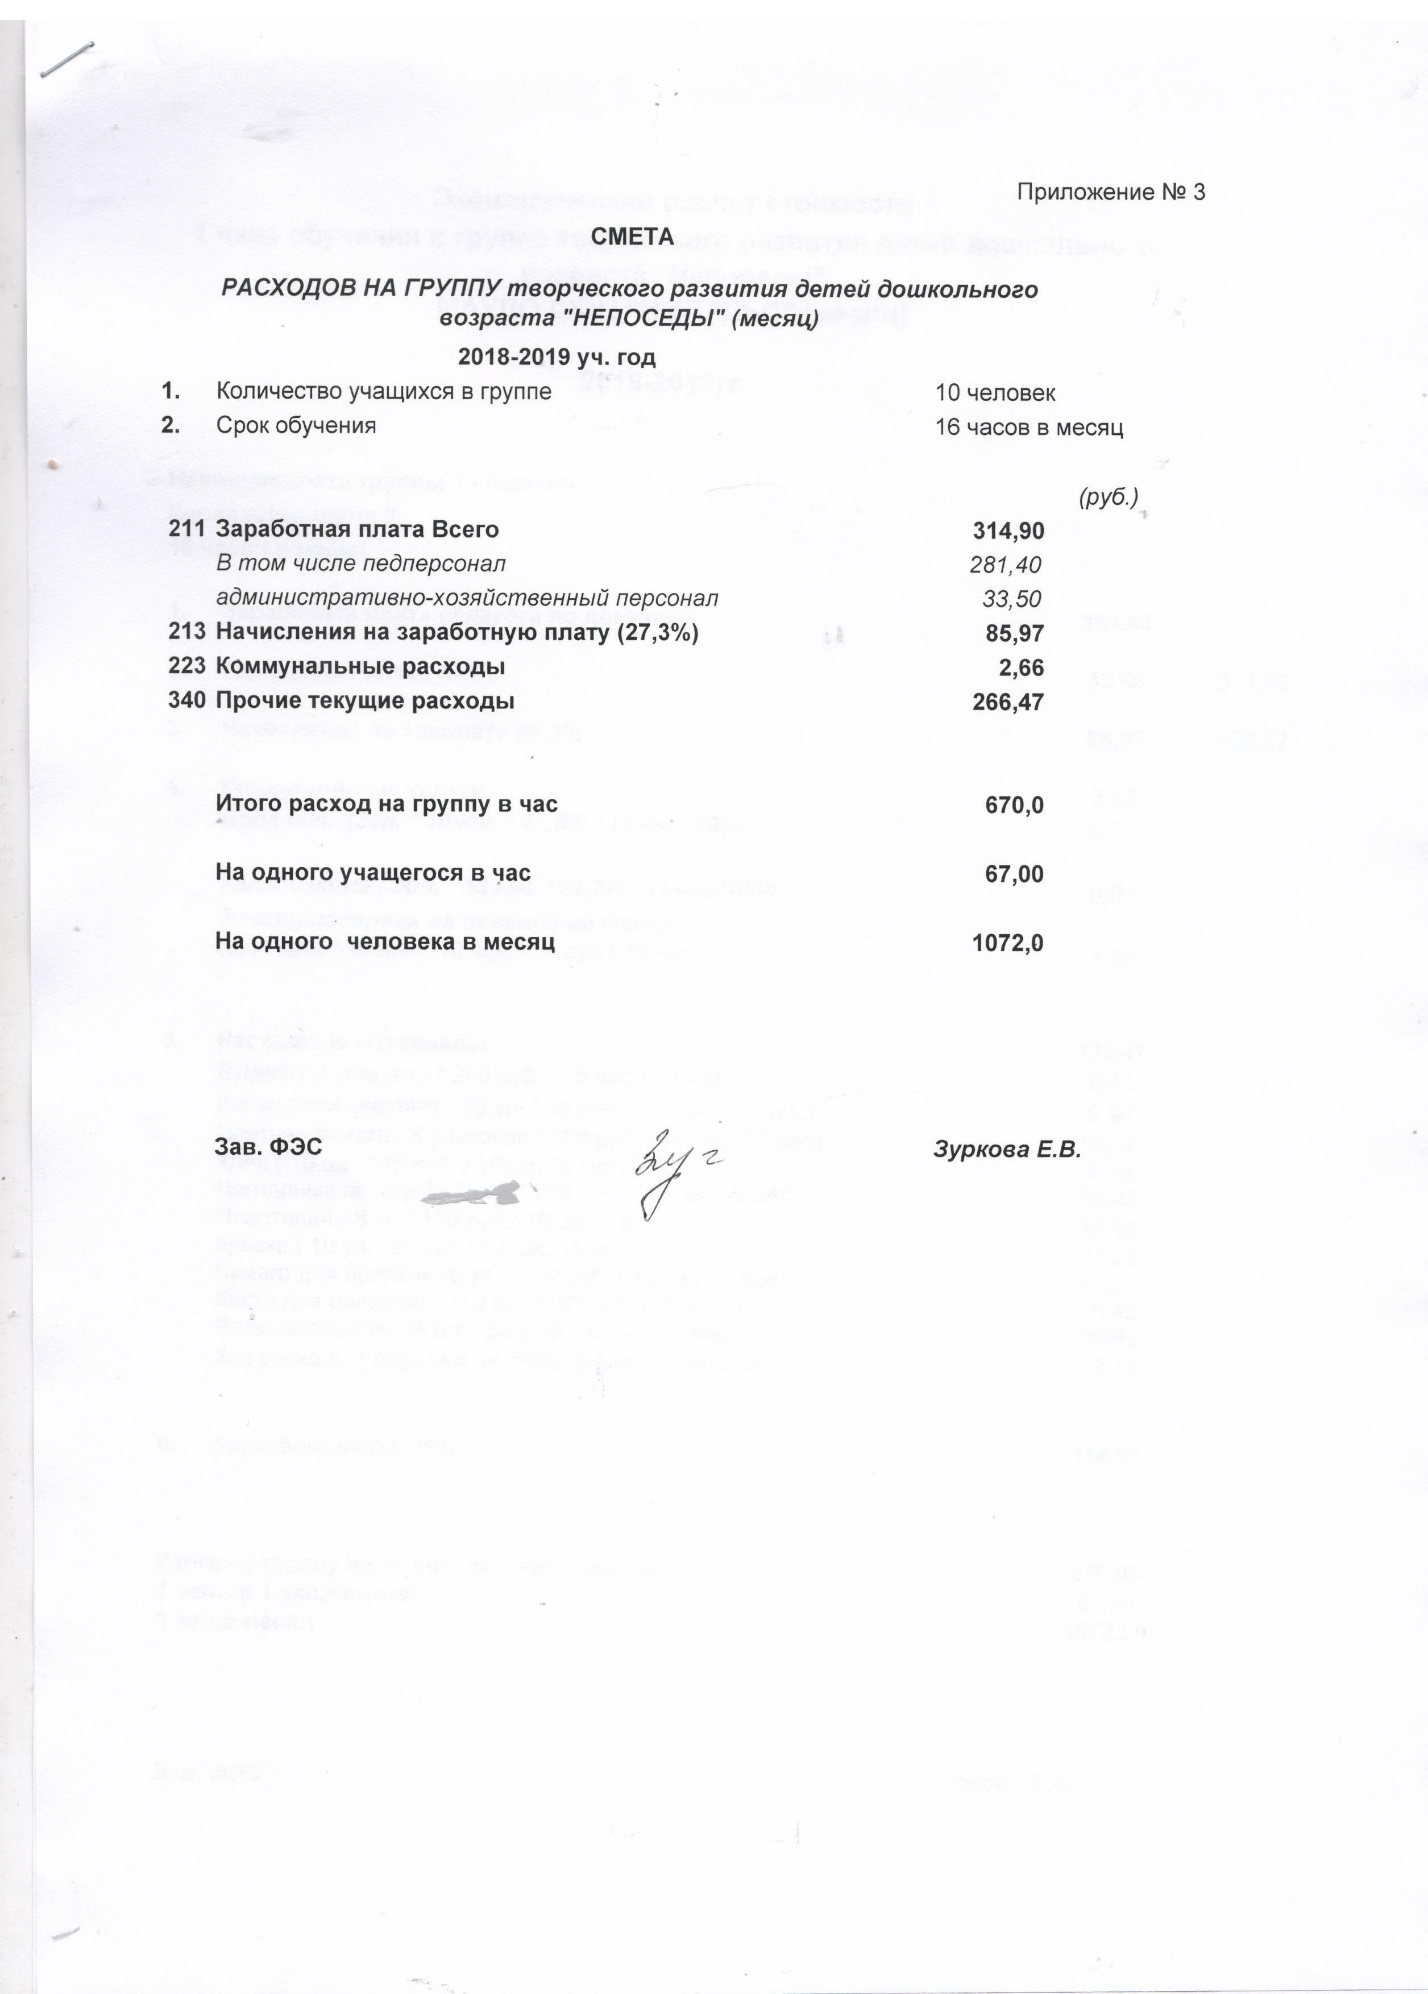 Приложение № 3
СМЕТА
РАСХОДОВ НА ГРУППУ творческого развития детей дошкольного
возраста "НЕПОСЕДЫ" (месяц)
2018-2019 уч. год
1. Количество учащихся в группе 10 человек
2. Срок обучения 16 часов в месяц
(руб.)
211 Заработная плата Всего 314,90
В том числе педперсонал 281,40
административно-хозяйственный персонал 33,50
213 Начисления на заработную плату (27,3%) 85,97
223 Коммунальные расходы 2,66
340 Прочие текущие расходы 266,47
Итого расход на группу в час 670,0
На одного учащегося в час 67,00
На одного человека в месяц 1072,0
Зав. ФЭС Зуркова Е.В.